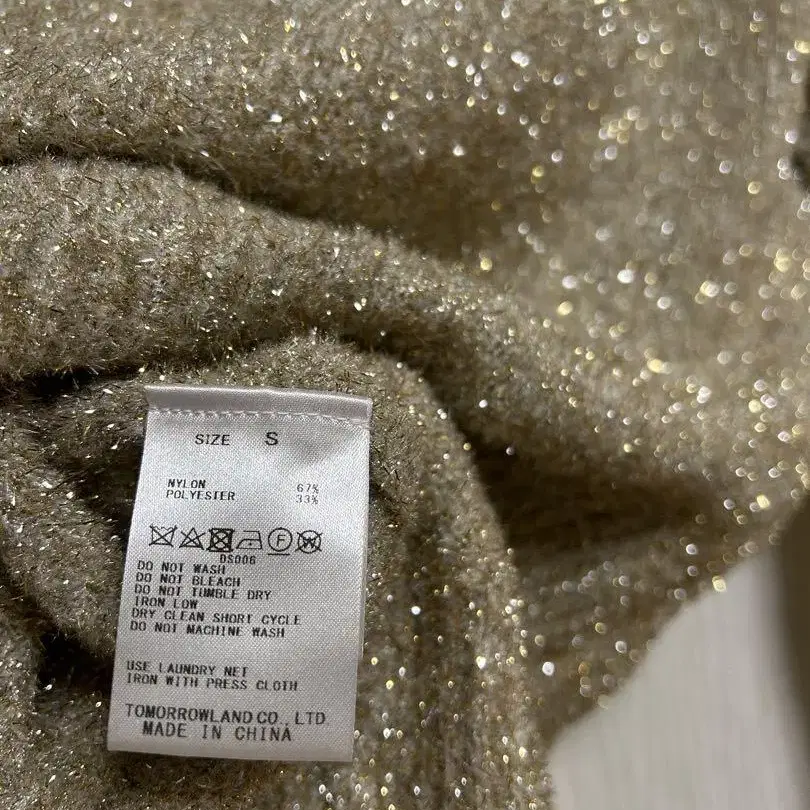 SIZE S
NYLON 67%
POLYESTER 33%
F W
DS006
DO NOT WASH
DO NOT BLEACH
DO NOT TUMBLE DRY
IRON LOW
DRY CLEAN SHORT CYCLE
DO NOT MACHINE WASH
USE LAUNDRY NET
IRON WITH PRESS CLOTH
TOMORROWLAND CO., LTD
MADE IN CHINA